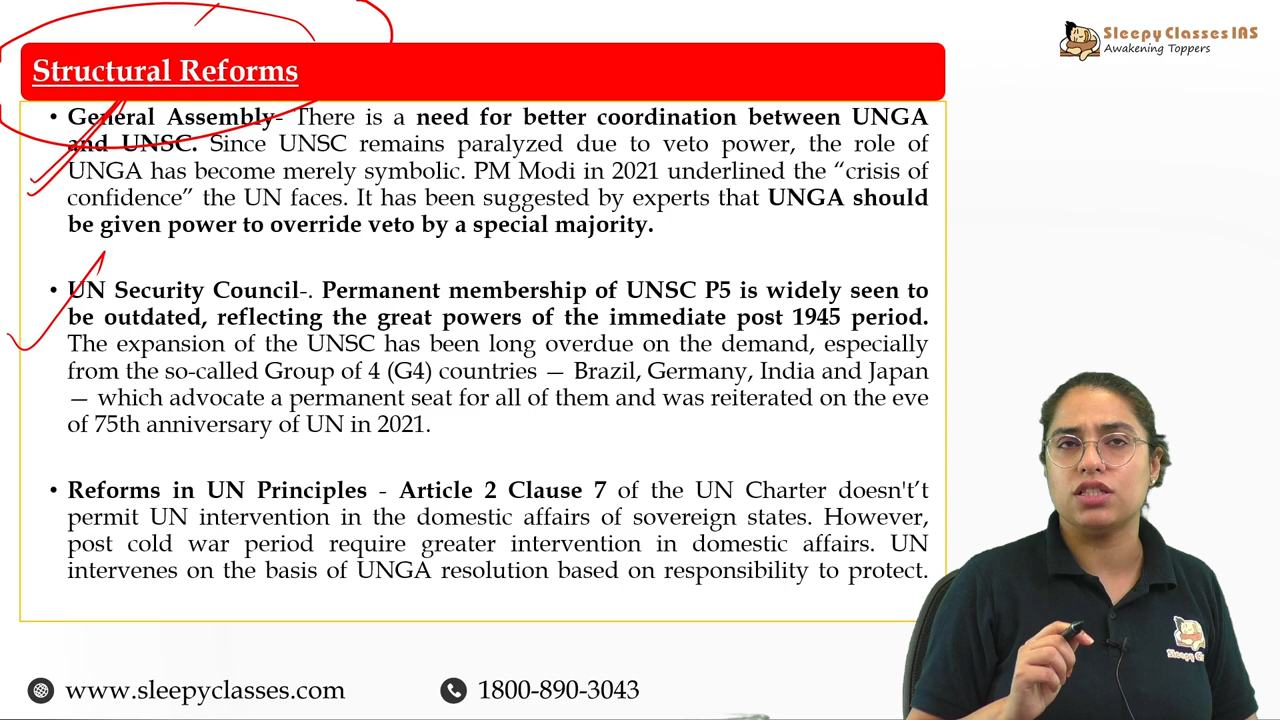 Sleepy Classes IAS
Awakening Toppers
Structural Reforms
• General Assembly- There is a need for better coordination between UNGA
and UNSC. Since UNSC remains paralyzed due to veto power, the role of
UNGA has become merely symbolic. PM Modi in 2021 underlined the “crisis of
confidence” the UN faces. It has been suggested by experts that UNGA should
be given power to override veto by a special majority.
• UN Security Council-. Permanent membership of UNSC P5 is widely seen to
be outdated, reflecting the great powers of the immediate post 1945 period.
The expansion of the UNSC has been long overdue on the demand, especially
from the so-called Group of 4 (G4) countries — Brazil, Germany, India and Japan
— which advocate a permanent seat for all of them and was reiterated on the eve
of 75th anniversary of UN in 2021.
• Reforms in UN Principles - Article 2 Clause 7 of the UN Charter doesn't’t
permit UN intervention in the domestic affairs of sovereign states. However,
post cold war period require greater intervention in domestic affairs. UN
intervenes on the basis of UNGA resolution based on responsibility to protect.
www.sleepyclasses.com
1800-890-3043